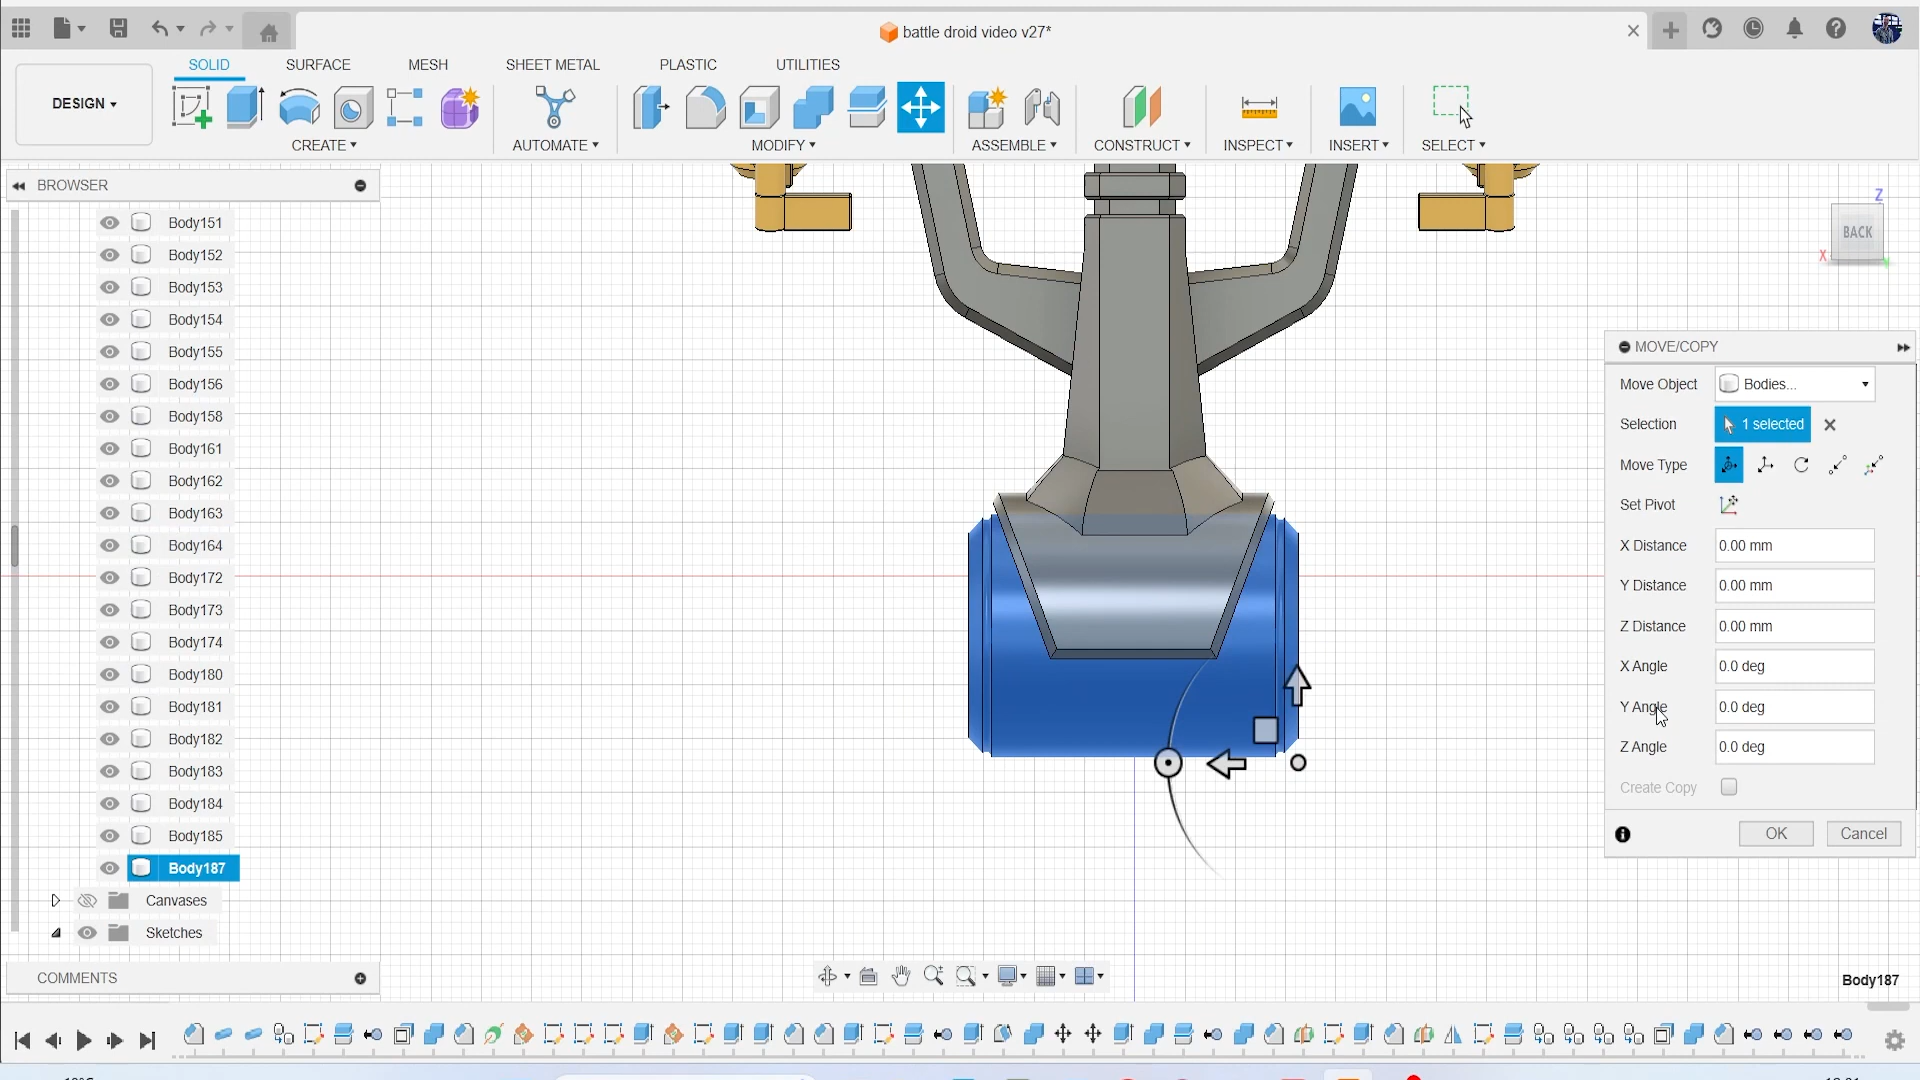 battle droid video v27*
DESIGN
SOLID
SURFACE
MESH
SHEET METAL
PLASTIC
UTILITIES
CREATE
AUTOMATE
MODIFY
ASSEMBLE
CONSTRUCT
INSPECT
INSERT
SELECT
BROWSER
Body151
Body152
Body153
Body154
Body155
Body156
Body158
Body161
Body162
Body163
Body164
Body172
Body173
Body174
Body180
Body181
Body182
Body183
Body184
Body185
Body187
Canvases
Sketches
COMMENTS
Z
BACK
X
MOVE/COPY
Move Object Bodies...
Selection 1 selected
Move Type
Set Pivot
X Distance 0.00 mm
Y Distance 0.00 mm
Z Distance 0.00 mm
X Angle 0.0 deg
Y Angle 0.0 deg
Z Angle 0.0 deg
Create Copy
OK Cancel
Body187